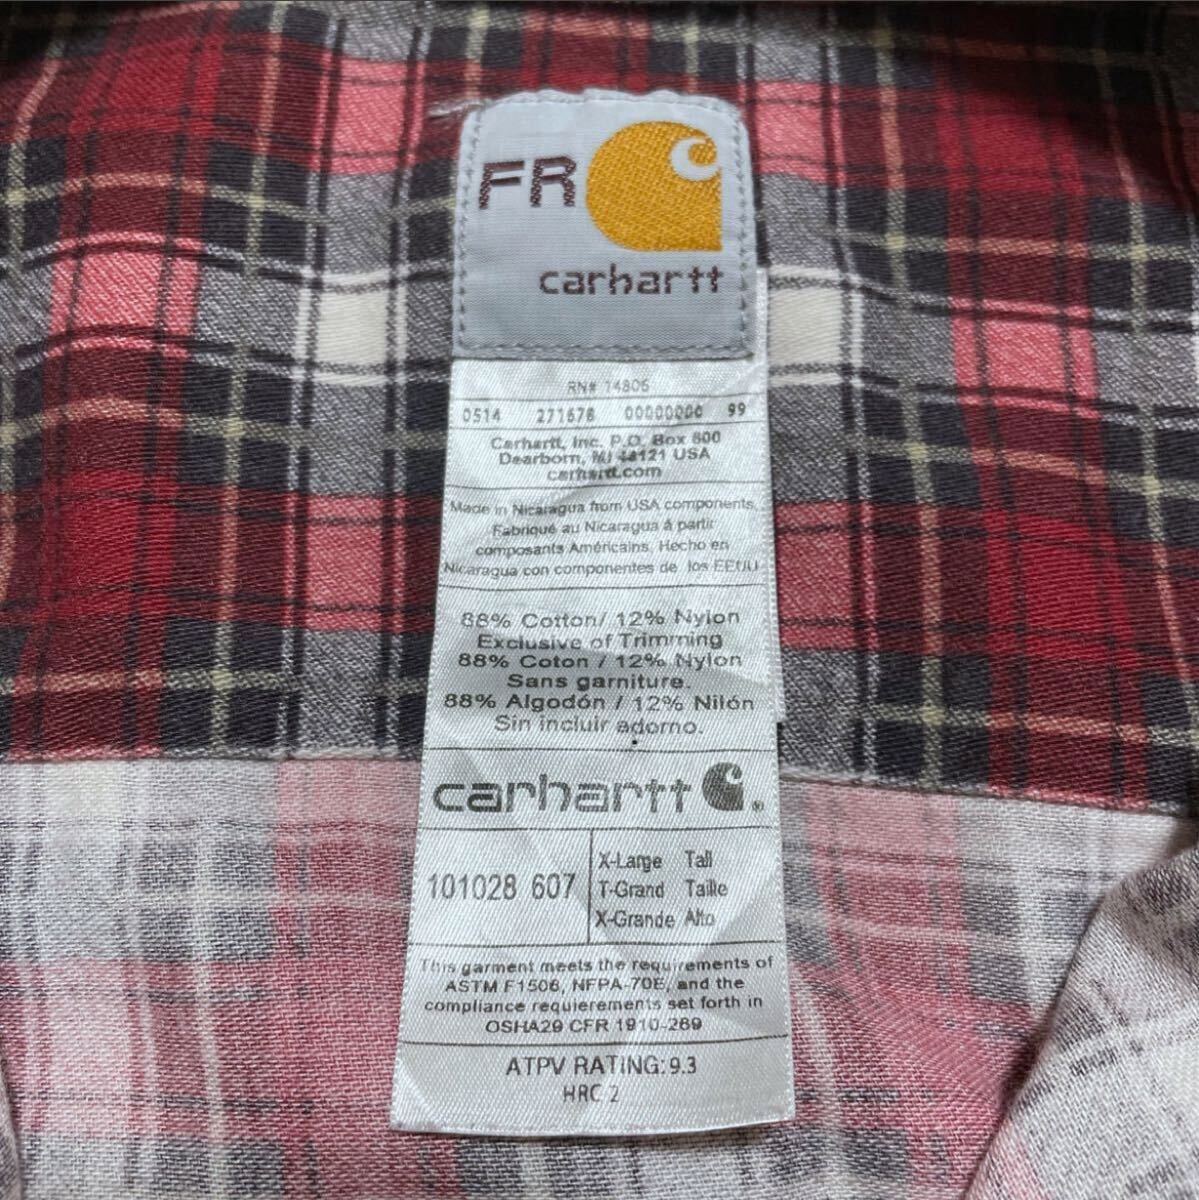 FR
carhartt
RN# 14806
0514 271678 00000000 99
Carhartt, Inc. P.O. Box 600
Dearborn, MI 48121 USA
carhartt.com
Made in Nicaragua from USA components.
Fabriqué au Nicaragua á partir
composants Américains. Hecho en
Nicaragua con componentes de los EEUU
88% Cotton/ 12% Nylon
Exclusive of Trimming
88% Coton / 12% Nylon
Sans garniture.
88% Algodón / 12% Nilón
Sin incluir adorno.
carhartt ®
101028 607
X-Large Tall
T-Grand Taille
X-Grande Alto
This garment meets the requirements of
ASTM F1506, NFPA-70E, and the
compliance requierements set forth in
OSHA29 CFR 1910-269
ATPV RATING: 9.3
HRC 2